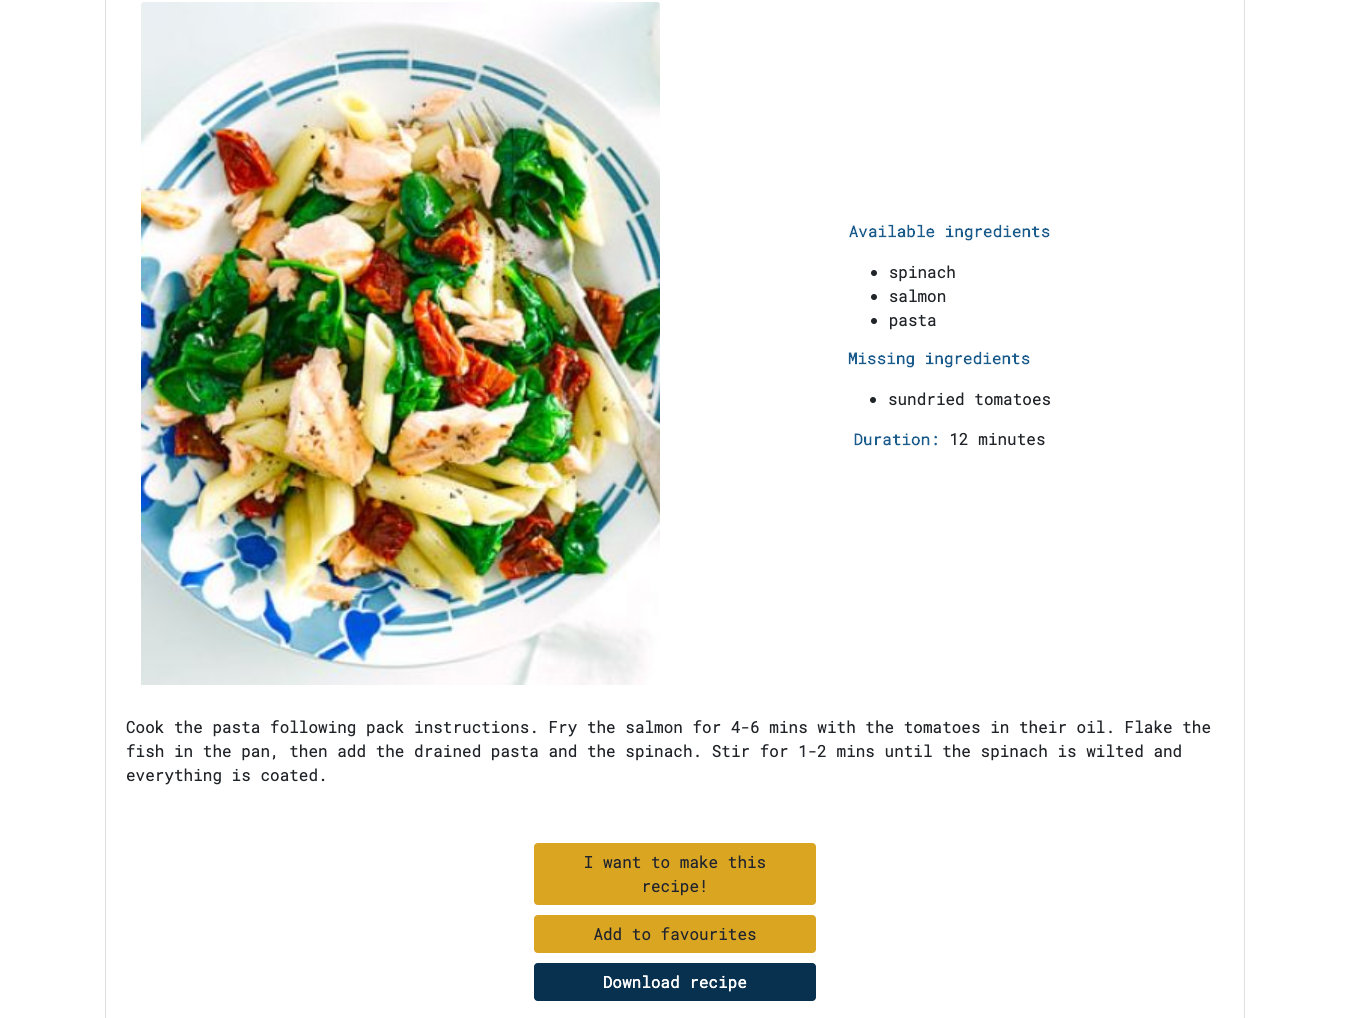 Available ingredients
spinach
salmon
pasta
Missing ingredients
sundried tomatoes
Duration: 12 minutes
Cook the pasta following pack instructions. Fry the salmon for 4-6 mins with the tomatoes in their oil. Flake the
fish in the pan, then add the drained pasta and the spinach. Stir for 1-2 mins until the spinach is wilted and
everything is coated.
I want to make this
recipe!
Add to favourites
Download recipe